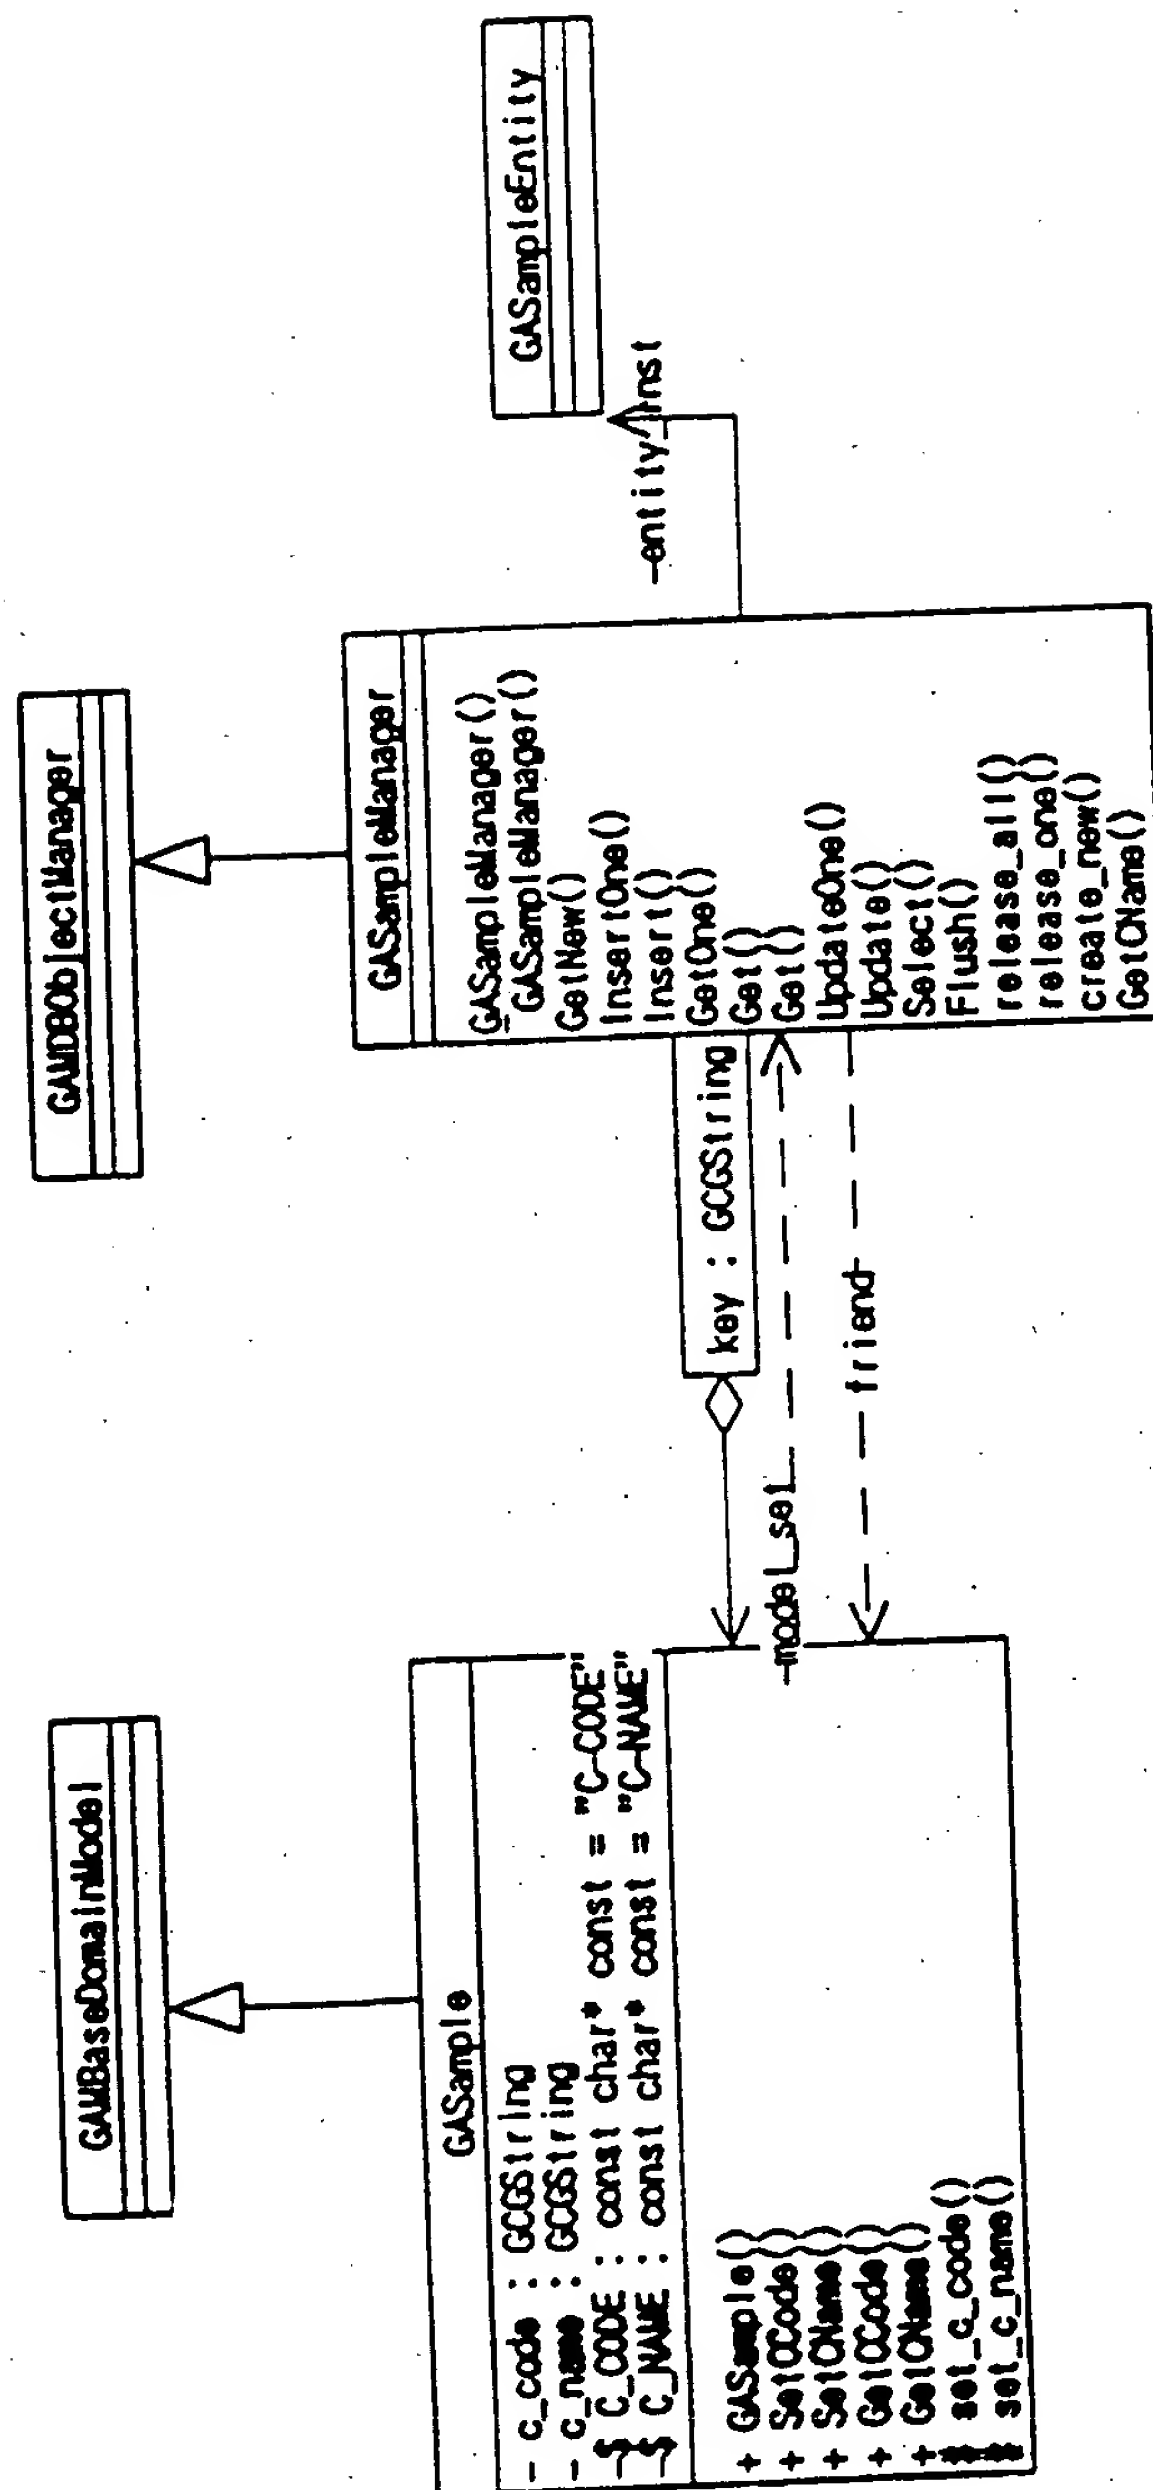 GAMBaseDomainModel
GASample
- c_code : GCGString
- c_name : GCGString
-$ C_CODE : const char* const = "C-CODE"
-$ C_NAME : const char* const = "C-NAME"
+ GASample()
+ SetCCode()
+ SetCName()
+ GetCCode()
+ GetCName()
# set_c_code()
# set_c_name()
-model_set
friend
key : GCGString
GAMDBObjectManager
GASampleManager
GASampleManager()
~GASampleManager()
GetNew()
InsertOne()
Insert()
GetOne()
Get()
Get()
UpdateOne()
Update()
Select()
Flush()
release_all()
release_one()
create_new()
GetCName()
-entity_inst
GASampleEntity